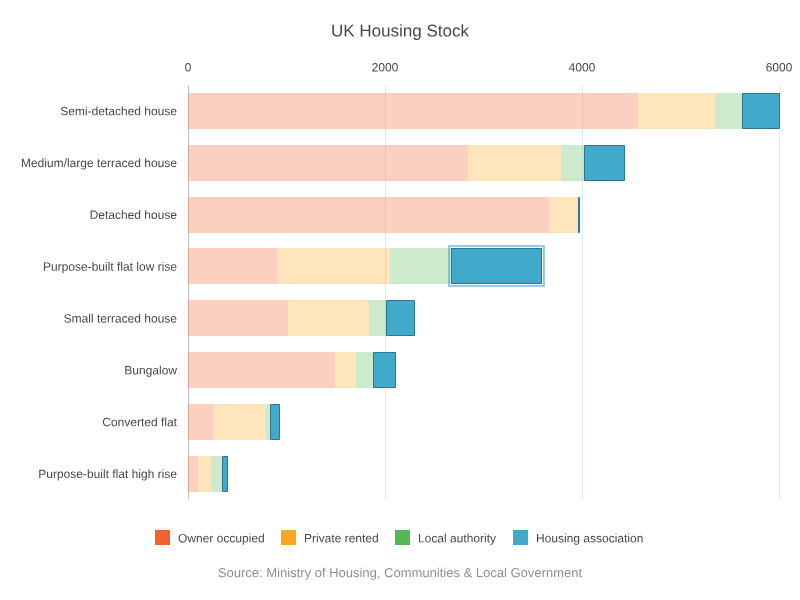 UK Housing Stock
0 2000 4000 6000
Semi-detached house
Medium/large terraced house
Detached house
Purpose-built flat low rise
Small terraced house
Bungalow
Converted flat
Purpose-built flat high rise
Owner occupied Private rented Local authority Housing association
Source: Ministry of Housing, Communities & Local Government